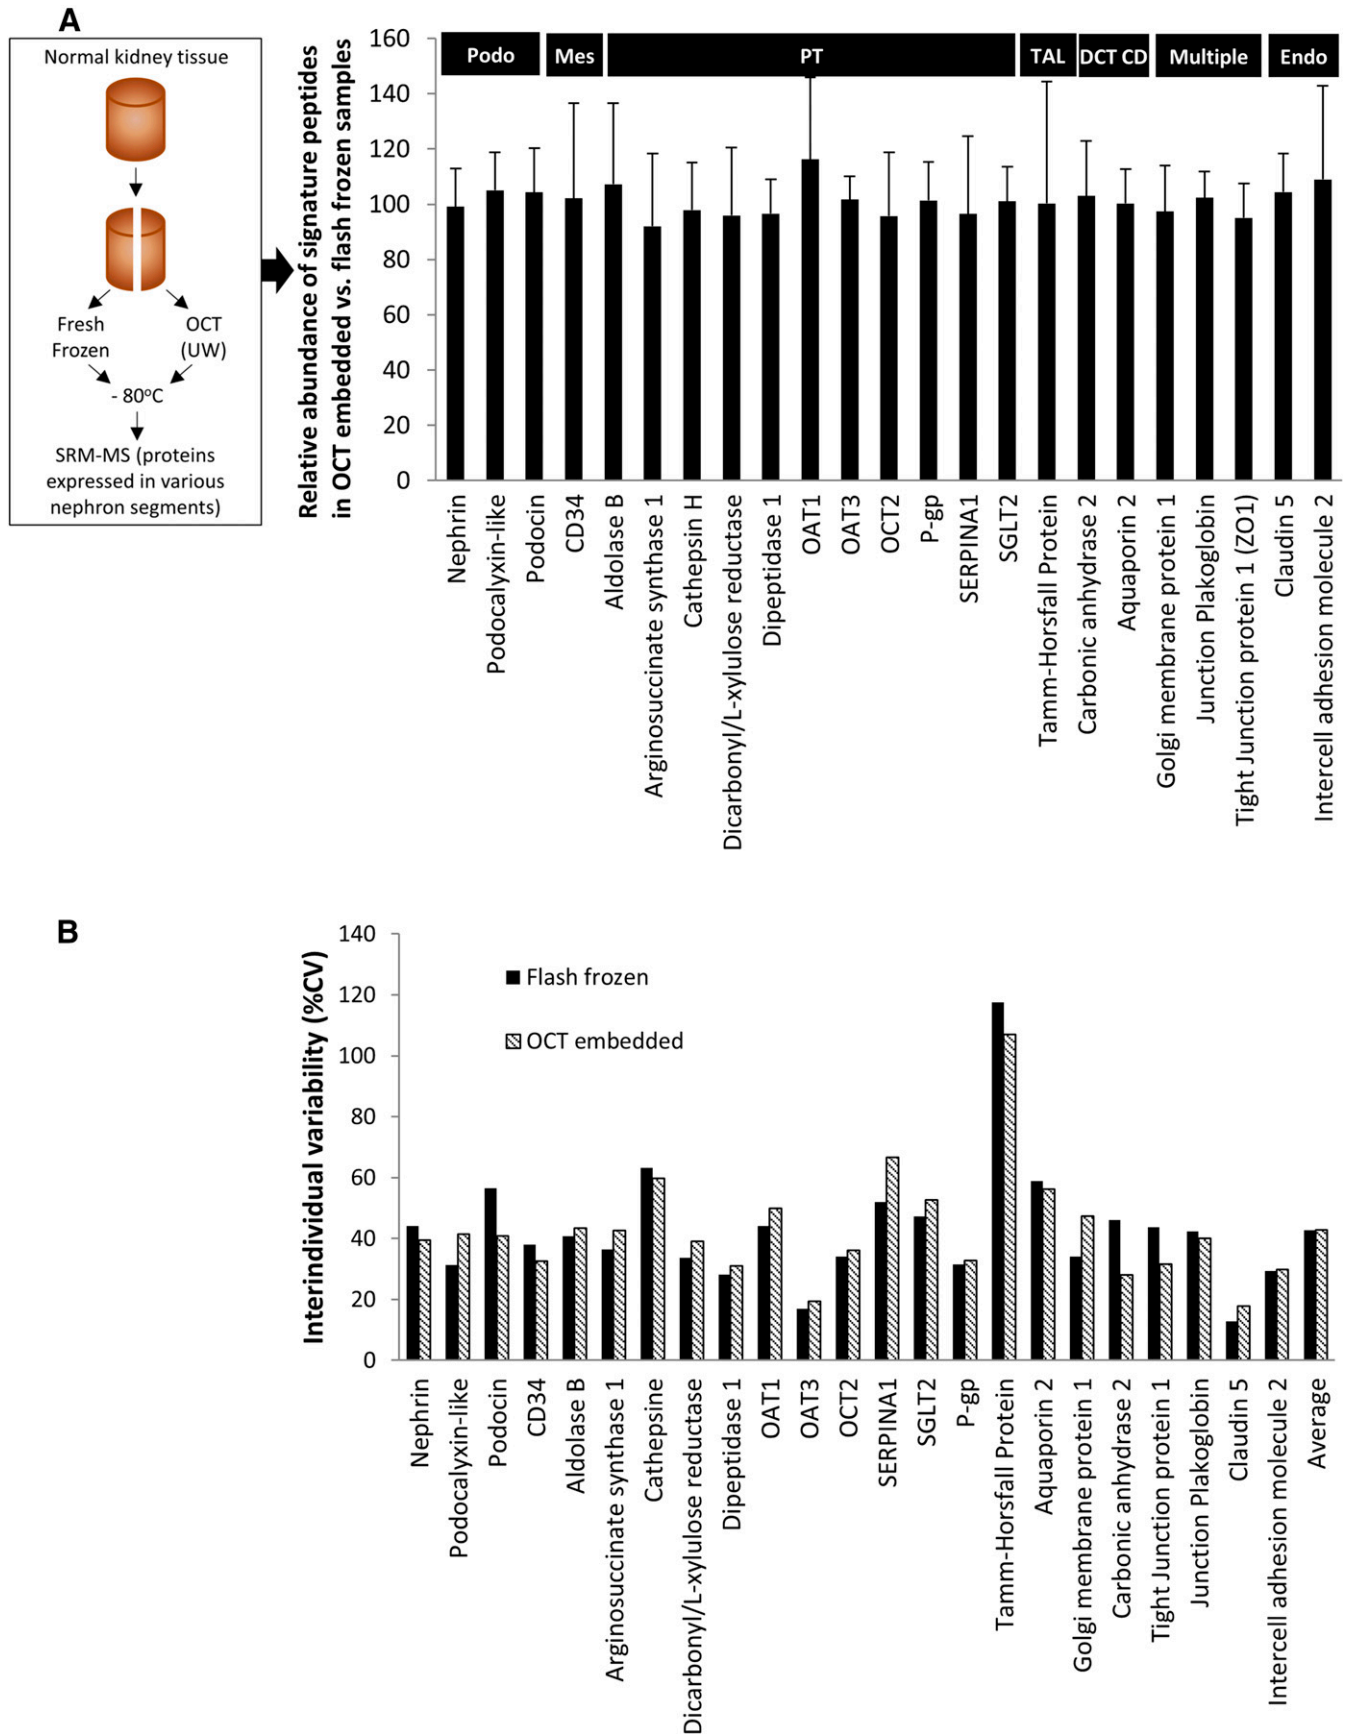 A
Normal kidney tissue
Fresh
Frozen
OCT
(UW)
- 80°C
SRM-MS (proteins
expressed in various
nephron segments)
Relative abundance of signature peptides
in OCT embedded vs. flash frozen samples
160
140
120
100
80
60
40
20
0
Podo
Mes
PT
TAL
DCT CD
Multiple
Endo
Nephrin
Podocalyxin-like
Podocin
CD34
Aldolase B
Arginosuccinate synthase 1
Cathepsin H
Dicarbonyl/L-xylulose reductase
Dipeptidase 1
OAT1
OAT3
OCT2
P-gp
SERPINA1
SGLT2
Tamm-Horsfall Protein
Carbonic anhydrase 2
Aquaporin 2
Golgi membrane protein 1
Junction Plakoglobin
Tight Junction protein 1 (ZO1)
Claudin 5
Intercell adhesion molecule 2
B
Interindividual variability (%CV)
140
120
100
80
60
40
20
0
Flash frozen
OCT embedded
Nephrin
Podocalyxin-like
Podocin
CD34
Aldolase B
Arginosuccinate synthase 1
Cathepsine
Dicarbonyl/L-xylulose reductase
Dipeptidase 1
OAT1
OAT3
OCT2
SERPINA1
SGLT2
P-gp
Tamm-Horsfall Protein
Aquaporin 2
Golgi membrane protein 1
Carbonic anhydrase 2
Tight Junction protein 1
Junction Plakoglobin
Claudin 5
Intercell adhesion molecule 2
Average